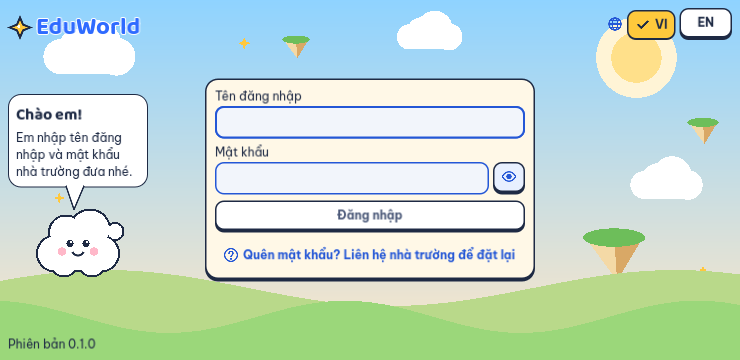 EduWorld
VI
EN
Chào em!
Em nhập tên đăng
nhập và mật khẩu
nhà trường đưa nhé.
Tên đăng nhập
Mật khẩu
Đăng nhập
Quên mật khẩu? Liên hệ nhà trường để đặt lại
Phiên bản 0.1.0